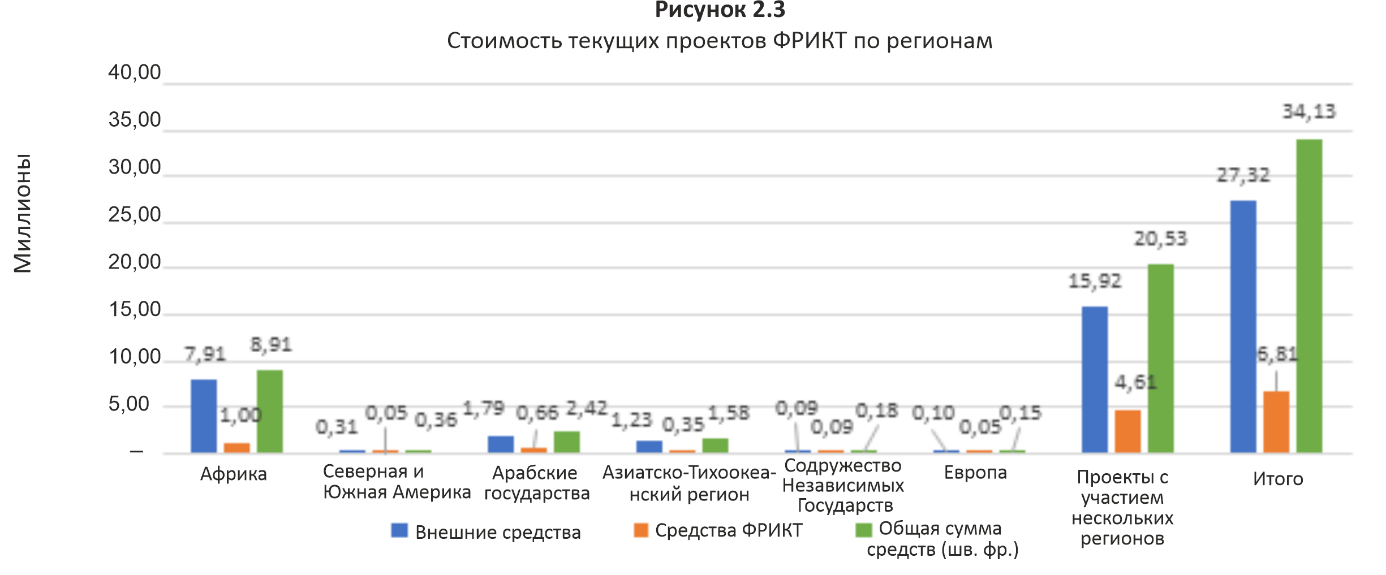 Рисунок 2.3
Стоимость текущих проектов ФРИКТ по регионам
Миллионы
40,00
35,00
30,00
25,00
20,00
15,00
10,00
5,00
–
7,91
1,00
8,91
0,31
0,05
0,36
1,79
0,66
2,42
1,23
0,35
1,58
0,09
0,09
0,18
0,10
0,05
0,15
15,92
4,61
20,53
27,32
6,81
34,13
Африка
Северная и
Южная Америка
Арабские
государства
Азиатско-Тихоокеа-
нский регион
Содружество
Независимых
Государств
Европа
Проекты с
участием
нескольких
регионов
Итого
Внешние средства
Средства ФРИКТ
Общая сумма
средств (шв. фр.)